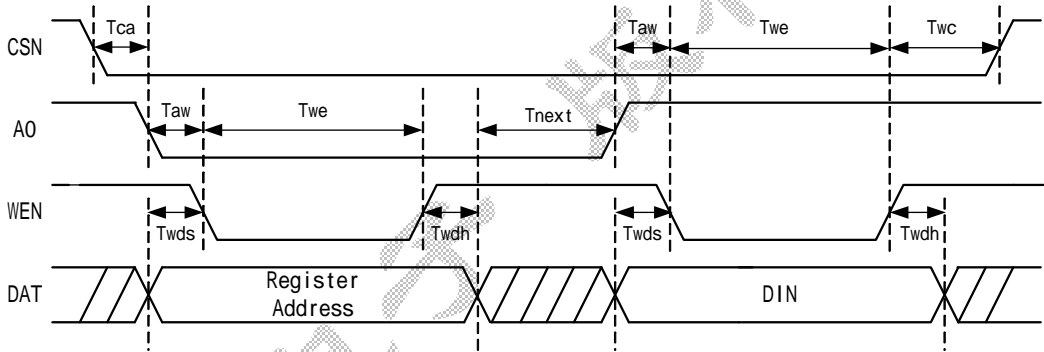 CSN
Tca
Taw
Twe
Twc
A0
Taw
Twe
Tnext
WEN
Twds
Twdh
Twds
Twdh
DAT
Register
Address
DIN